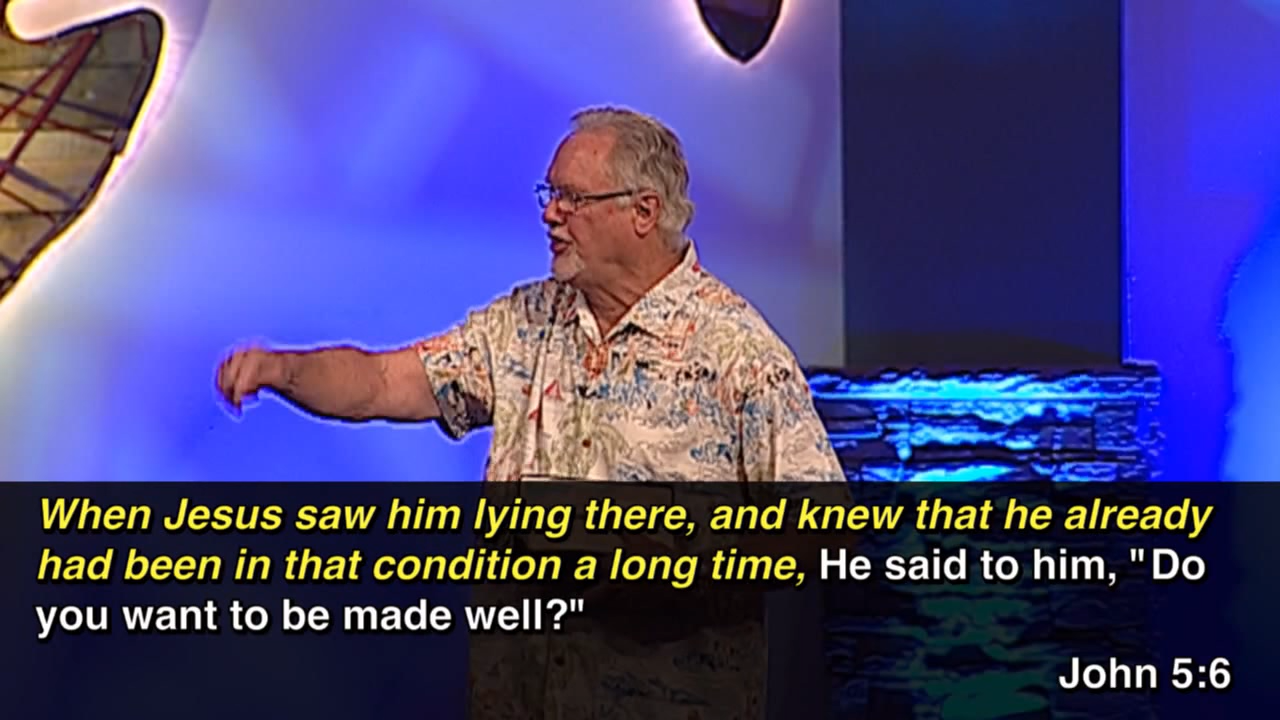 When Jesus saw him lying there, and knew that he already
had been in that condition a long time, He said to him, "Do
you want to be made well?"
John 5:6